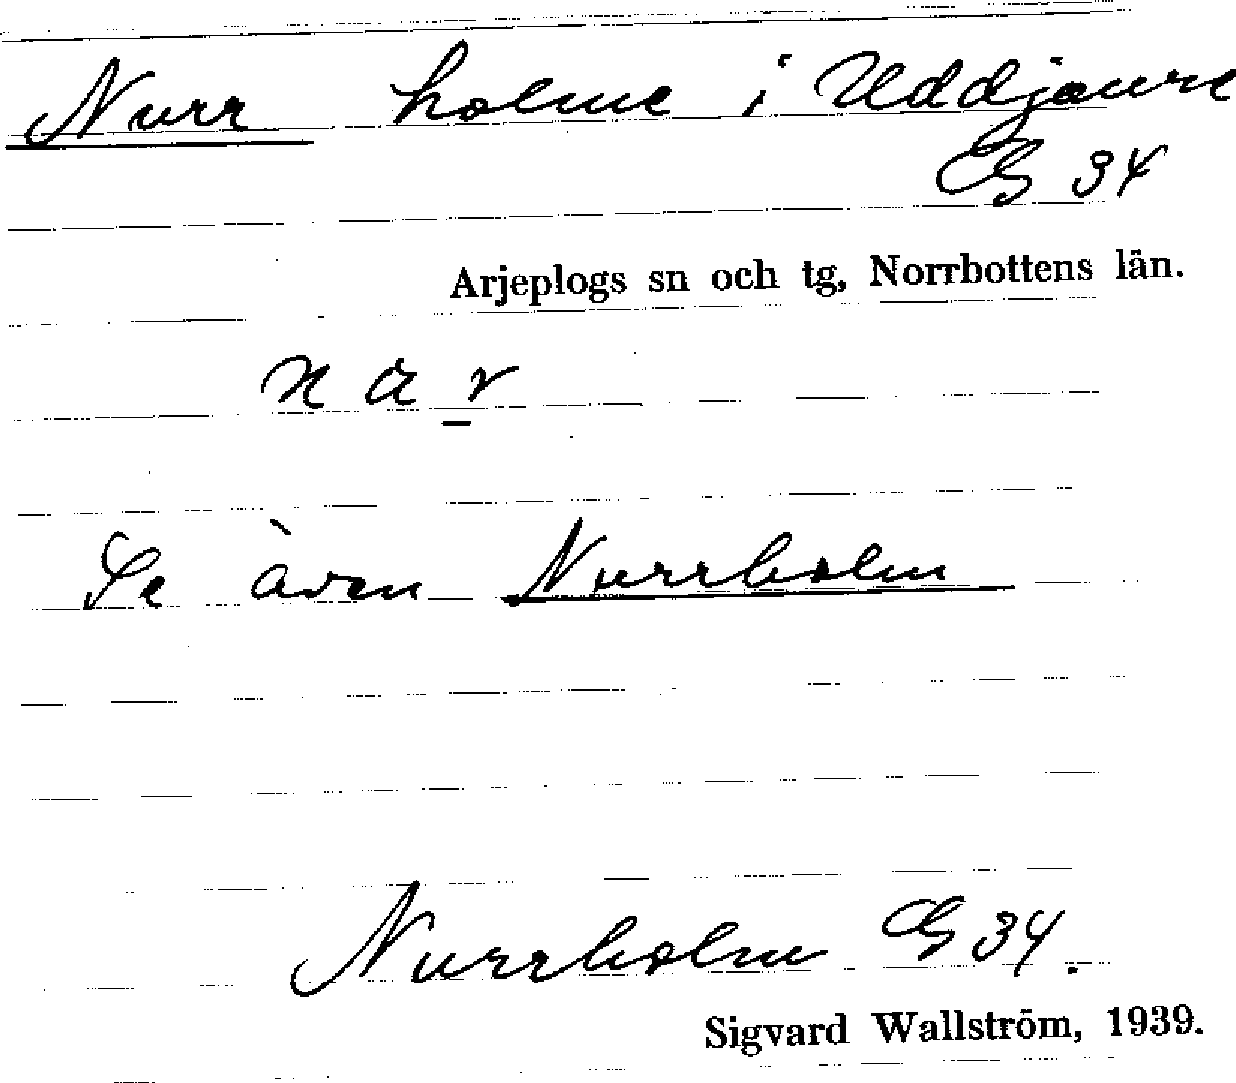 Nurr holme i Uddjaure
G 34
Arjeplogs sn och tg, Norrbottens län.
Se även Nurrholm
Nurrholm G 34.
Sigvard Wallström, 1939.